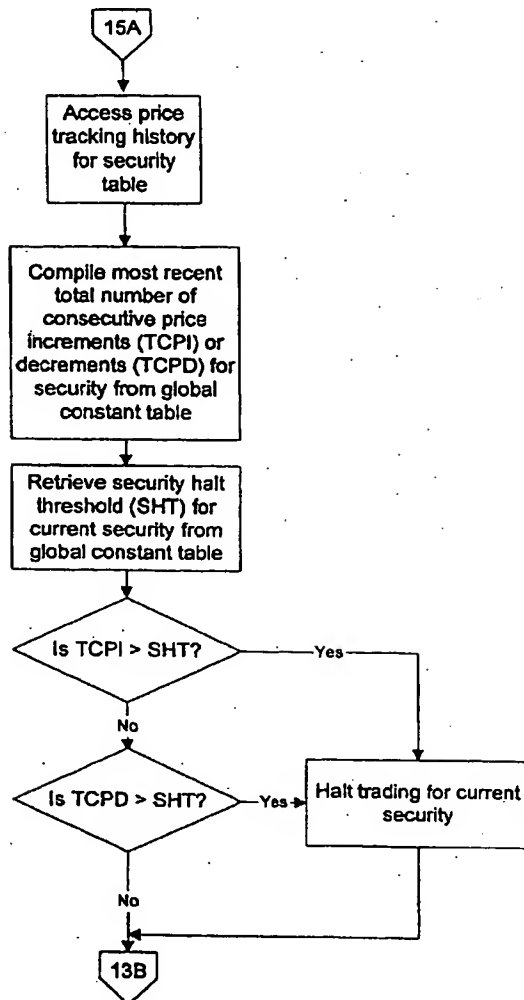 15A
Access price
tracking history
for security
table
Compile most recent
total number of
consecutive price
increments (TCPI) or
decrements (TCPD) for
security from global
constant table
Retrieve security halt
threshold (SHT) for
current security from
global constant table
Is TCPI > SHT?
Yes
No
Is TCPD > SHT?
Yes
Halt trading for current
security
No
13B